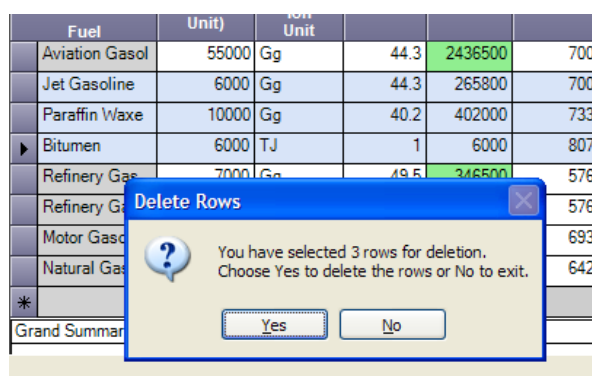 Fuel Unit) Unit
Aviation Gasol 55000 Gg 44.3 2436500 700
Jet Gasoline 6000 Gg 44.3 265800 700
Paraffin Waxe 10000 Gg 40.2 402000 733
Bitumen 6000 TJ 1 6000 807
Refinery Gas 7000 Gg 49.5 346500 576
Refinery Ga 576
Delete Rows
Motor Gaso 693
You have selected 3 rows for deletion.
Natural Gas 642
Choose Yes to delete the rows or No to exit.
*
Yes No
Grand Summar